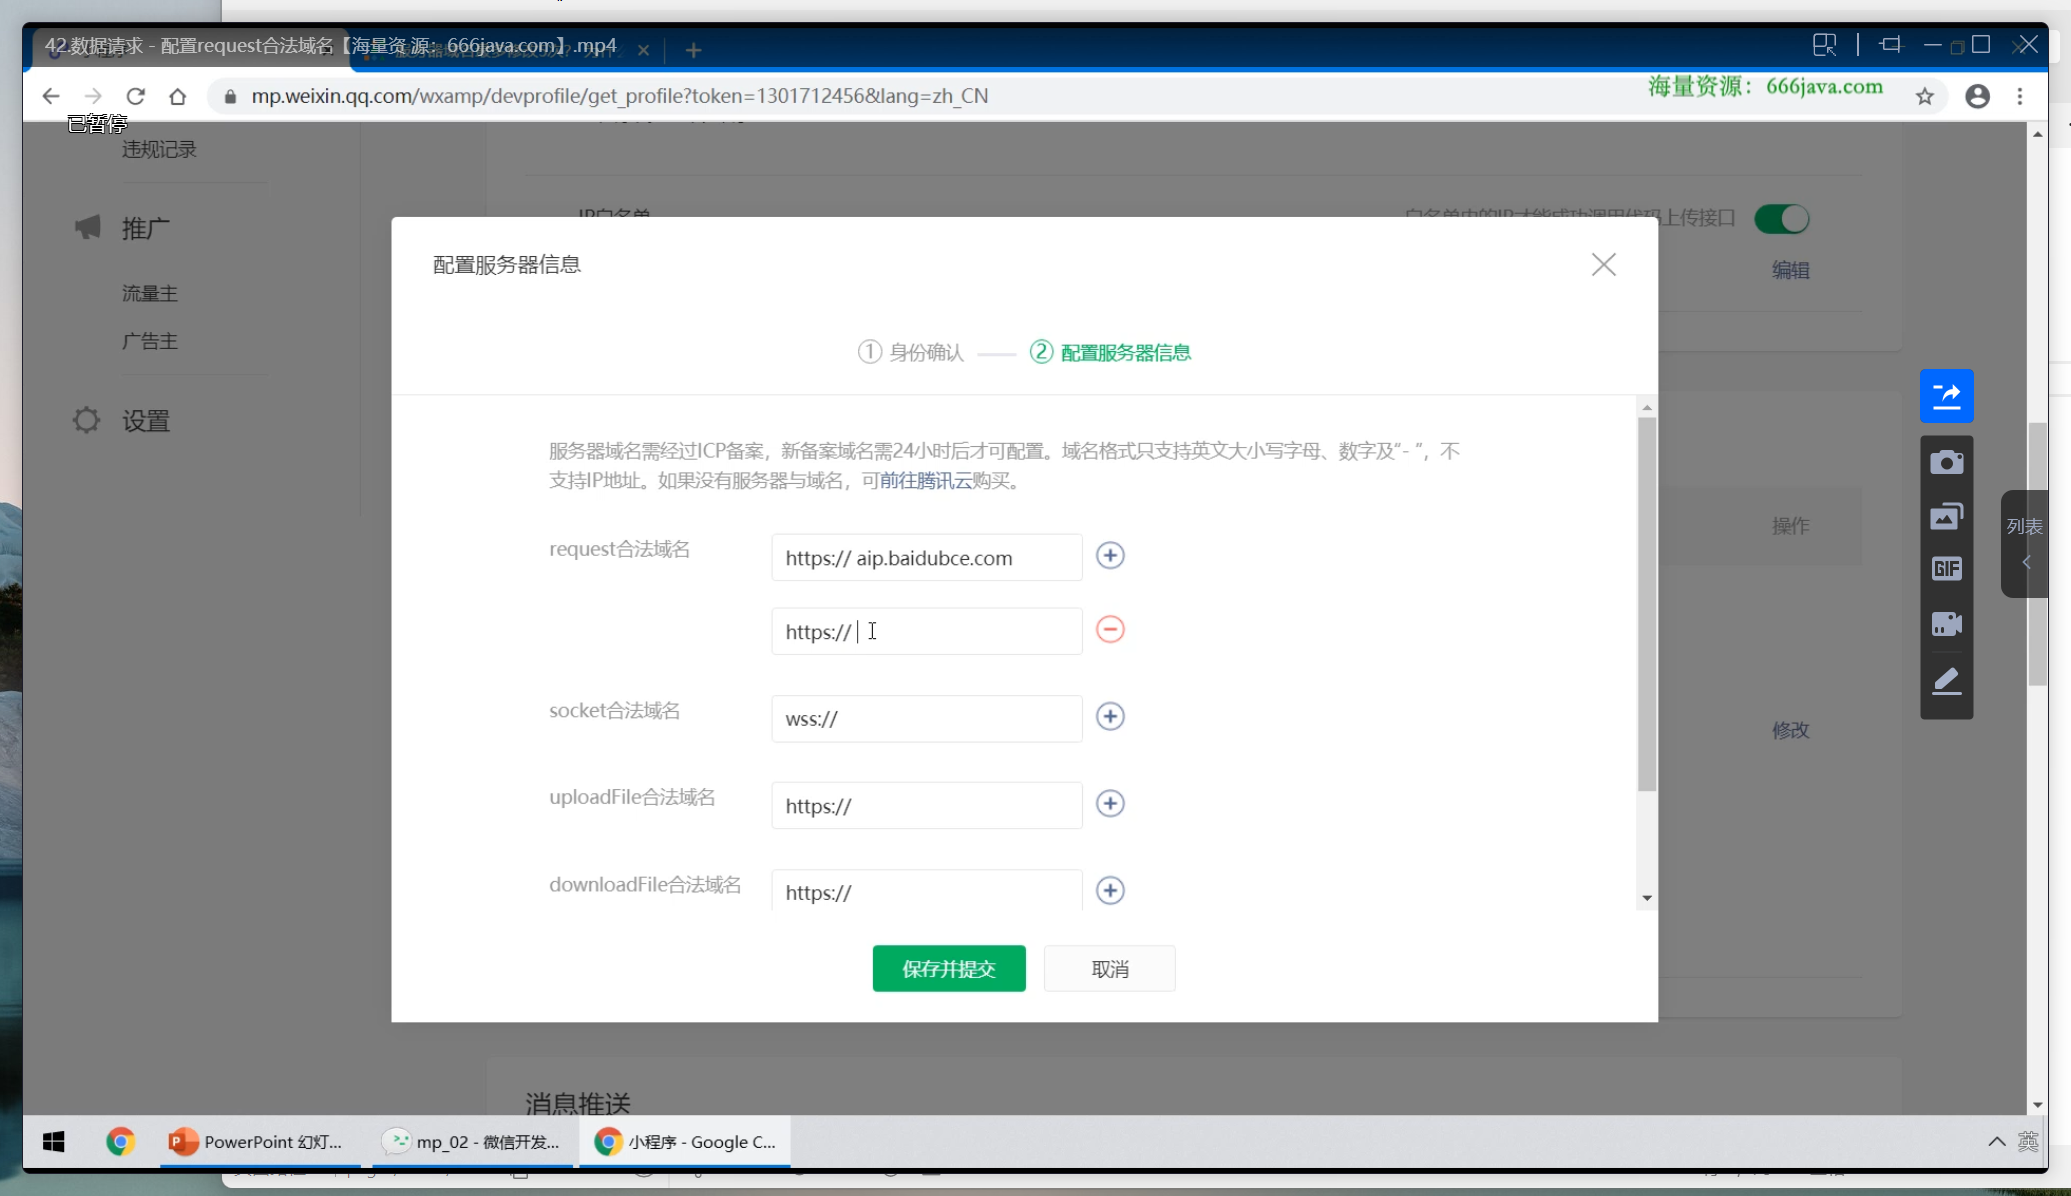 42.数据请求 - 配置request合法域名【海量资 源：666java.com】.mp4
mp.weixin.qq.com/wxamp/devprofile/get_profile?token=1301712456&lang=zh_CN
海量资源：666java.com
已暂停
违规记录
推广
流量主
广告主
设置
IP白名单
白名单内的IP才能成功调用代码上传接口
编辑
配置服务器信息
① 身份确认
② 配置服务器信息
服务器域名需经过ICP备案，新备案域名需24小时后才可配置。域名格式只支持英文大小写字母、数字及“- ”，不
支持IP地址。如果没有服务器与域名，可前往腾讯云购买。
request合法域名
https:// aip.baidubce.com
https://
socket合法域名
wss://
uploadFile合法域名
https://
downloadFile合法域名
https://
保存并提交
取消
操作
修改
列表
GIF
消息推送
PowerPoint 幻灯...
mp_02 - 微信开发...
小程序 - Google C...
英